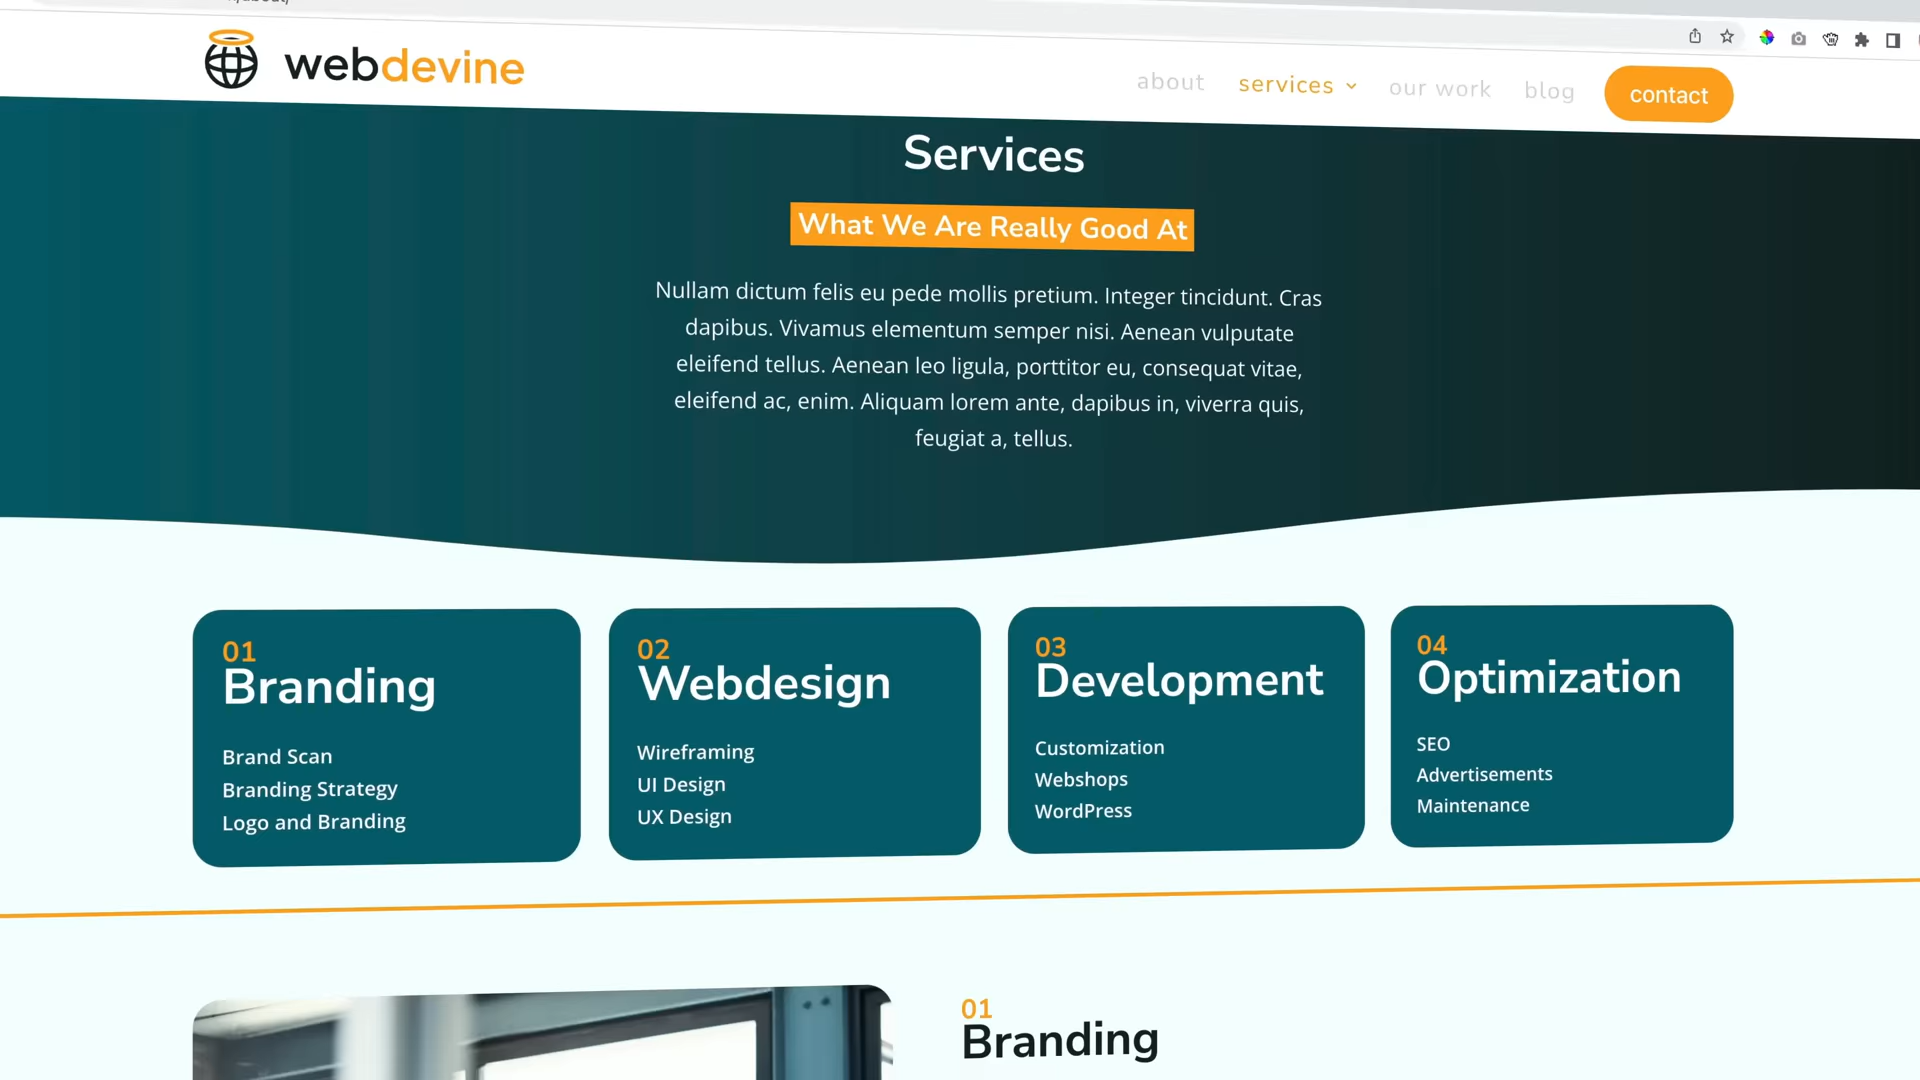 webdevine
about
services
our work
blog
contact
Services
What We Are Really Good At
Nullam dictum felis eu pede mollis pretium. Integer tincidunt. Cras
dapibus. Vivamus elementum semper nisi. Aenean vulputate
eleifend tellus. Aenean leo ligula, porttitor eu, consequat vitae,
eleifend ac, enim. Aliquam lorem ante, dapibus in, viverra quis,
feugiat a, tellus.
01
Branding
Brand Scan
Branding Strategy
Logo and Branding
02
Webdesign
Wireframing
UI Design
UX Design
03
Development
Customization
Webshops
WordPress
04
Optimization
SEO
Advertisements
Maintenance
01
Branding